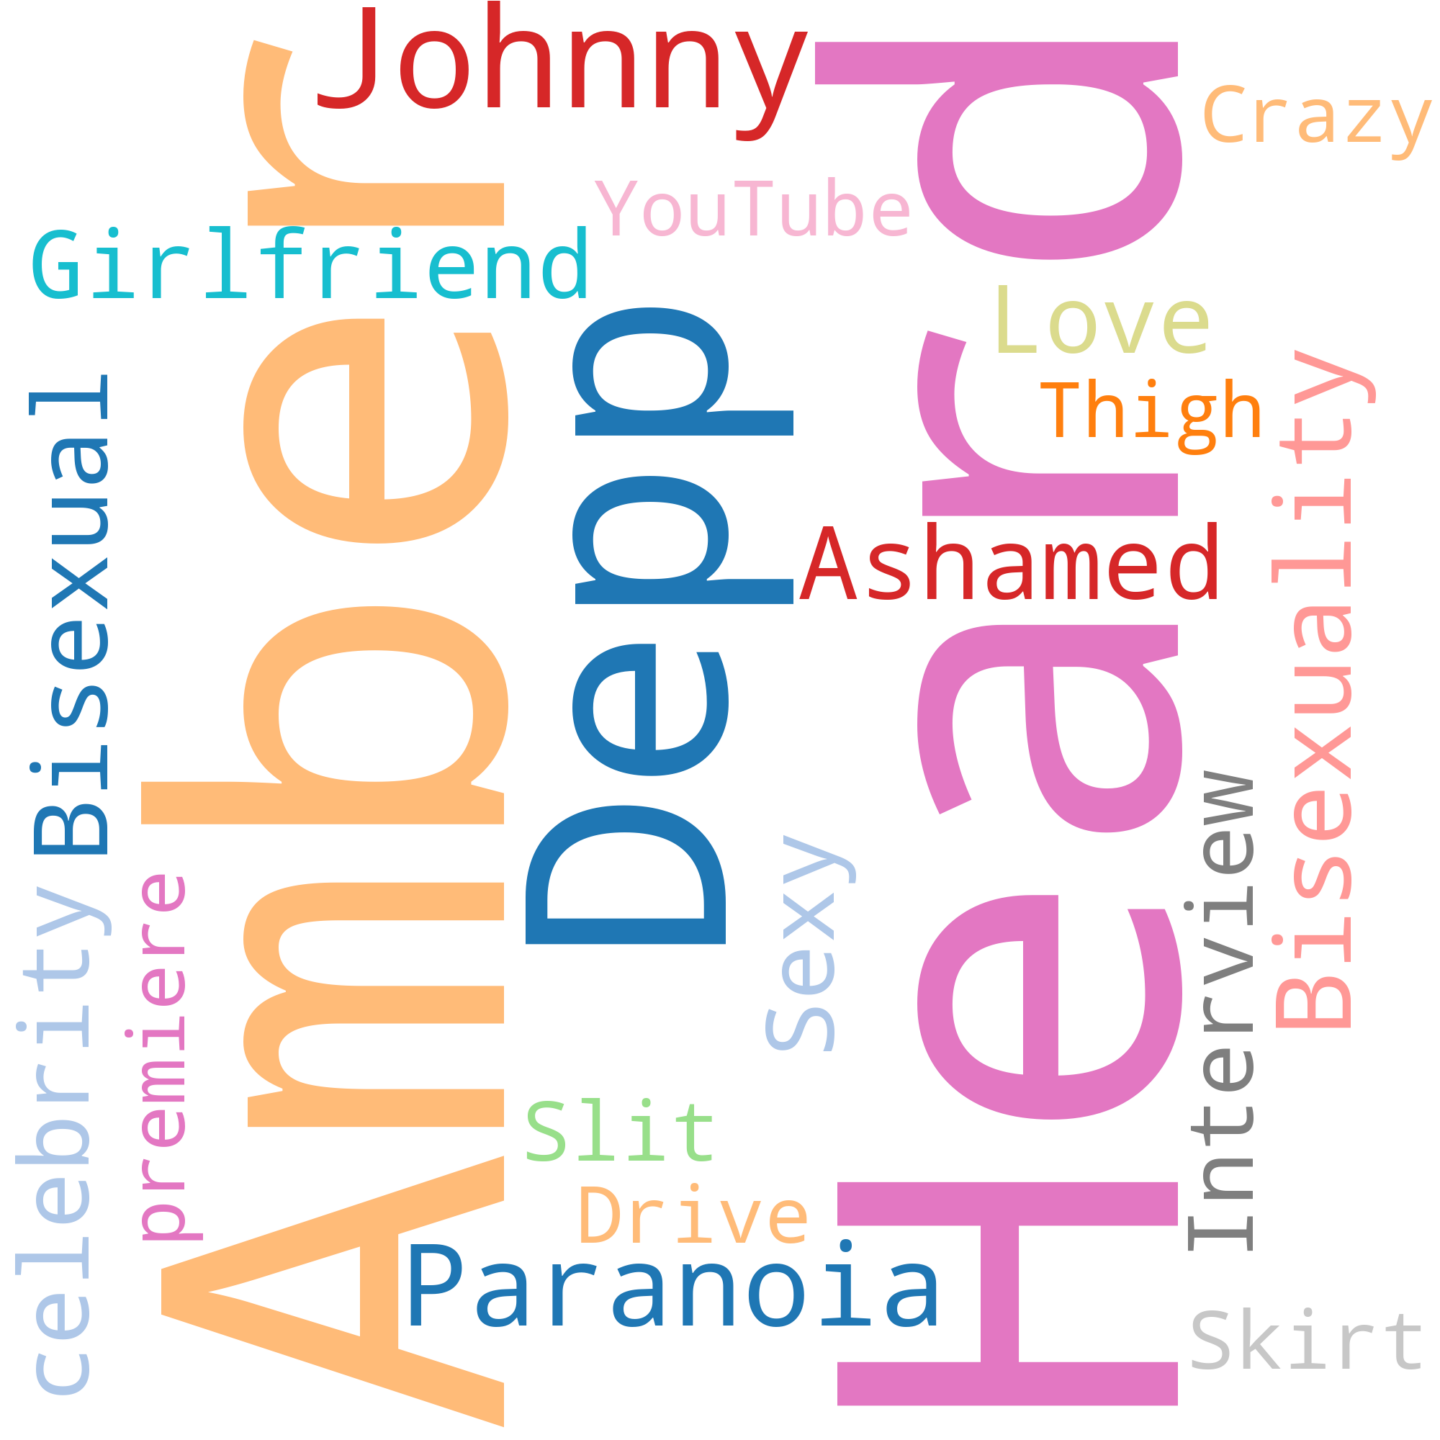 Johnny
Crazy
YouTube
Girlfriend
Love
Thigh
Bisexual
Amber
Depp
Heard
Ashamed
Bisexuality
celebrity
premiere
Sexy
Interview
Slit
Drive
Paranoia
Skirt